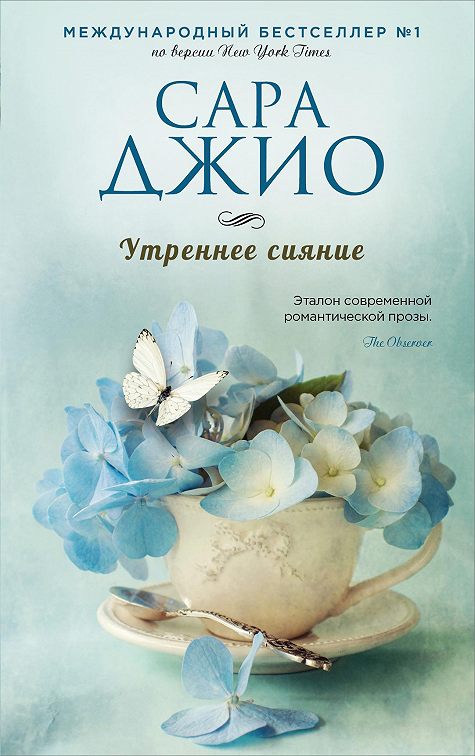 МЕЖДУНАРОДНЫЙ БЕСТСЕЛЛЕР №1
по версии New York Times
САРА
ДЖИО
Утреннее сияние
Эталон современной
романтической прозы.
The Observer